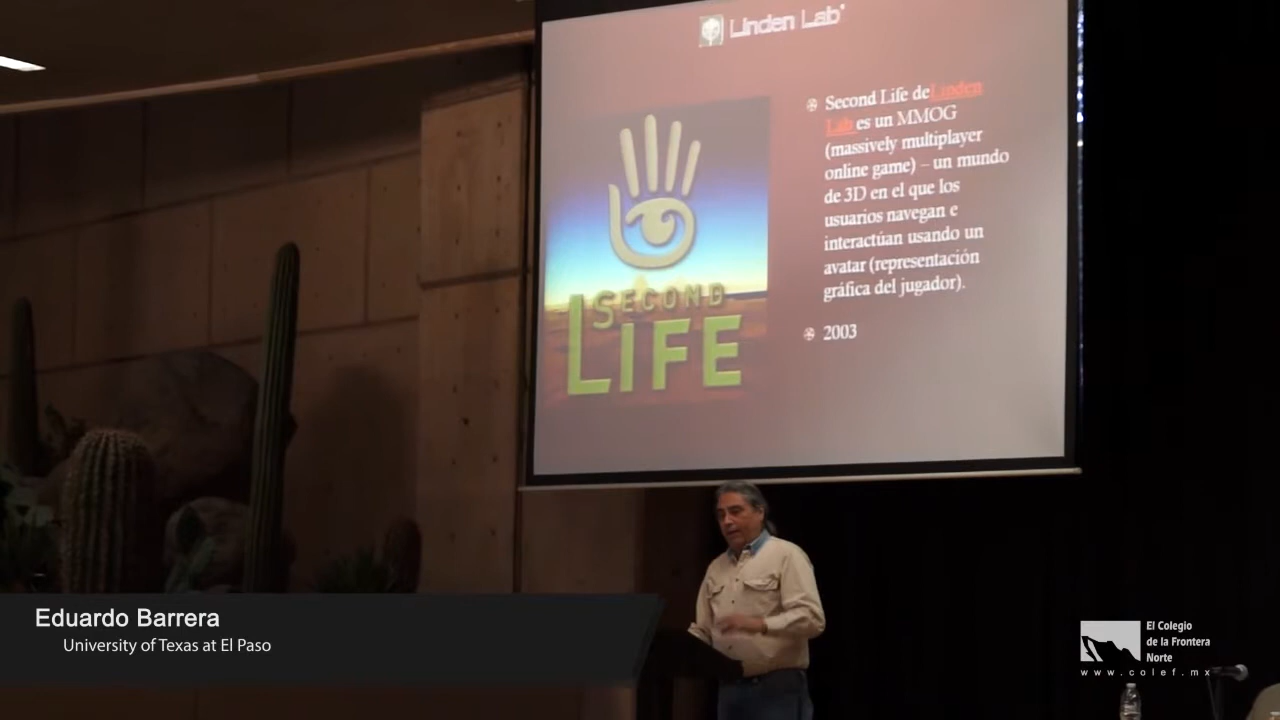 Linden Lab
Second Life de Linden
Lab es un MMOG
(massively multiplayer
online game) – un mundo
de 3D en el que los
usuarios navegan e
interactúan usando un
avatar (representación
gráfica del jugador).
2003
SECOND
LIFE
Eduardo Barrera
University of Texas at El Paso
El Colegio
de la Frontera
Norte
www.colef.mx